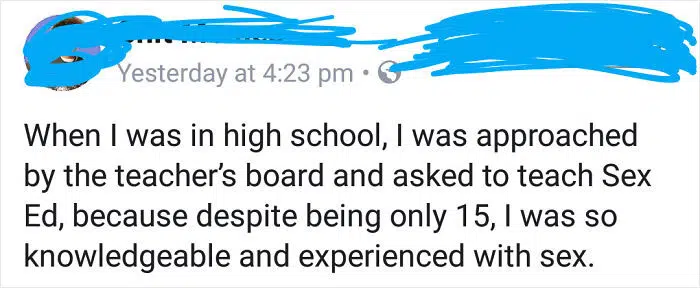 Yesterday at 4:23 pm •
When I was in high school, I was approached
by the teacher's board and asked to teach Sex
Ed, because despite being only 15, I was so
knowledgeable and experienced with sex.